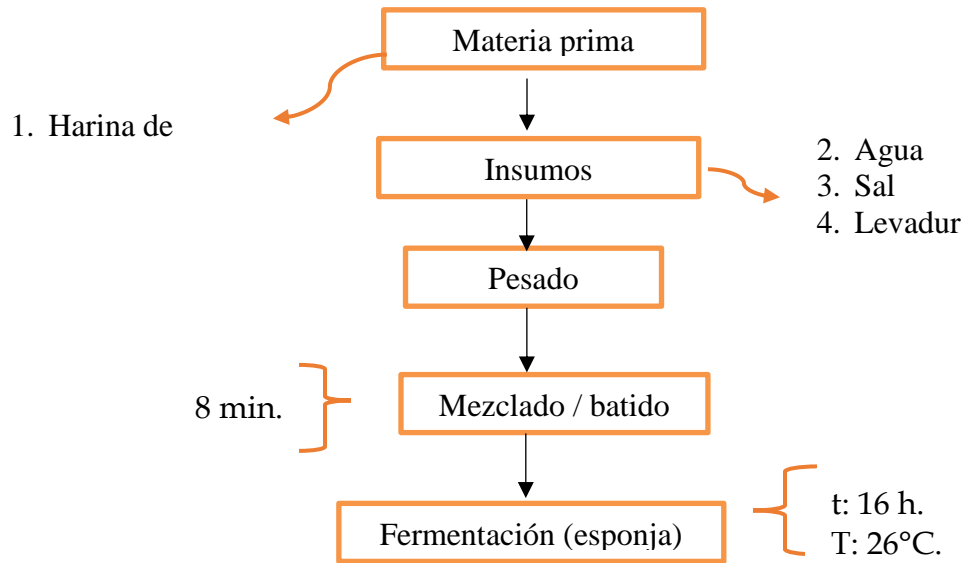 Materia prima
1. Harina de
Insumos
2. Agua
3. Sal
4. Levadur
Pesado
8 min.
Mezclado / batido
Fermentación (esponja)
t: 16 h.
T: 26°C.